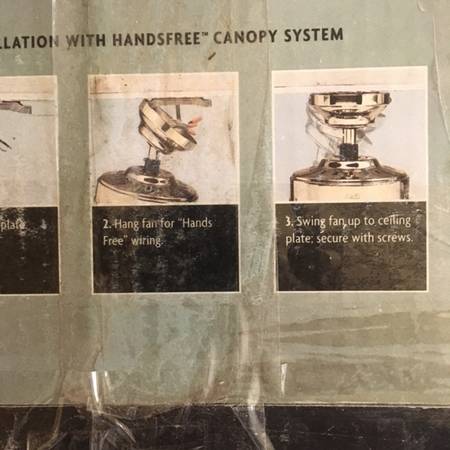 LLATION WITH HANDSFREE™ CANOPY SYSTEM
plate.
2. Hang fan for "Hands
Free" wiring.
3. Swing fan up to ceiling
plate; secure with screws.